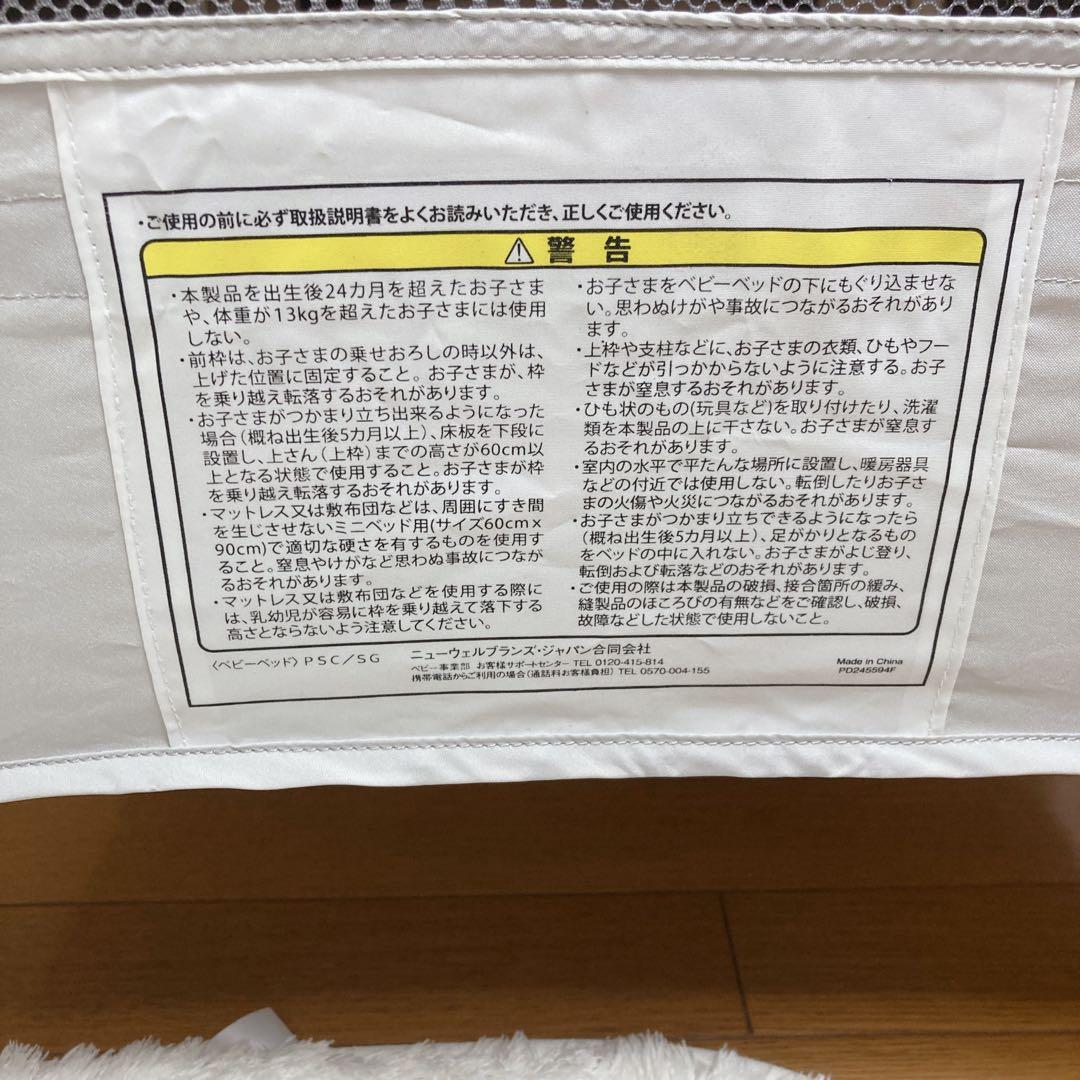 ・ご使用の前に必ず取扱説明書をよくお読みいただき、正しくご使用ください。
⚠ 警 告
・本製品を出生後24カ月を超えたお子さま
や、体重が13kgを超えたお子さまには使用
しない。
・前枠は、お子さまの乗せおろしの時以外は、
上げた位置に固定すること。お子さまが、枠
を乗り越え転落するおそれがあります。
・お子さまがつかまり立ち出来るようになった
場合(概ね出生後5カ月以上)、床板を下段に
設置し、上さん(上枠)までの高さが60cm以
上となる状態で使用すること。お子さまが枠
を乗り越え転落するおそれがあります。
・マットレス又は敷布団などは、周囲にすき間
を生じさせないミニベッド用(サイズ60cm×
90cm)で適切な硬さを有するものを使用す
ること。窒息やけがなど思わぬ事故につなが
るおそれがあります。
・マットレス又は敷布団などを使用する際に
は、乳幼児が容易に枠を乗り越えて落下する
高さとならないよう注意してください。
・お子さまをベビーベッドの下にもぐり込ませな
い。思わぬけがや事故につながるおそれがあり
ます。
・上枠や支柱などに、お子さまの衣類、ひもやフー
ドなどが引っかからないように注意する。お子
さまが窒息するおそれがあります。
・ひも状のもの(玩具など)を取り付けたり、洗濯
類を本製品の上に干さない。お子さまが窒息す
るおそれがあります。
・室内の水平で平たんな場所に設置し、暖房器具
などの付近では使用しない。転倒したりお子さ
まの火傷や火災につながるおそれがあります。
・お子さまがつかまり立ちできるようになったら
(概ね出生後5カ月以上)、足がかりとなるもの
をベッドの中に入れない。お子さまがよじ登り、
転倒および転落などのおそれがあります。
・ご使用の際は本製品の破損、接合箇所の緩み、
縫製品のほころびの有無などをご確認し、破損、
故障などした状態で使用しないこと。
〈ベビーベッド〉PSC/SG
ニューウェルブランズ・ジャパン合同会社
ベビー事業部 お客様サポートセンター TEL 0120-415-814
携帯電話からご利用の場合(通話料お客様負担) TEL 0570-004-155
Made in China
PD245594F